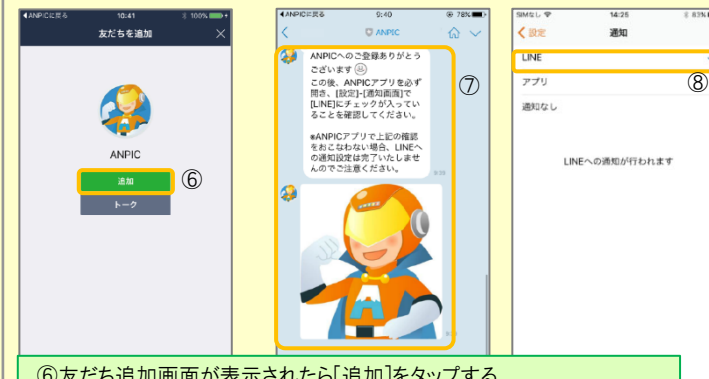 ◀ANPICに戻る 10:41 100%
友だちを追加 ×
ANPIC
追加
⑥
トーク
◀ANPICに戻る 9:40 78%
ANPIC
ANPICへのご登録ありがとう
ございます
この後、ANPICアプリを必ず
開き、[設定]-[通知画面]で
[LINE]にチェックが入ってい
ることを確認してください。
※ANPICアプリで上記の確認
をおこなわない場合、LINEへ
の通知設定は完了いたしませ
んのでご注意ください。
9:39
⑦
A
SIMなし 14:26 83%
設定 通知
LINE
⑧
アプリ
通知なし
LINEへの通知が行われます
⑥友だち追加画面が表示されたら[追加]をタップする